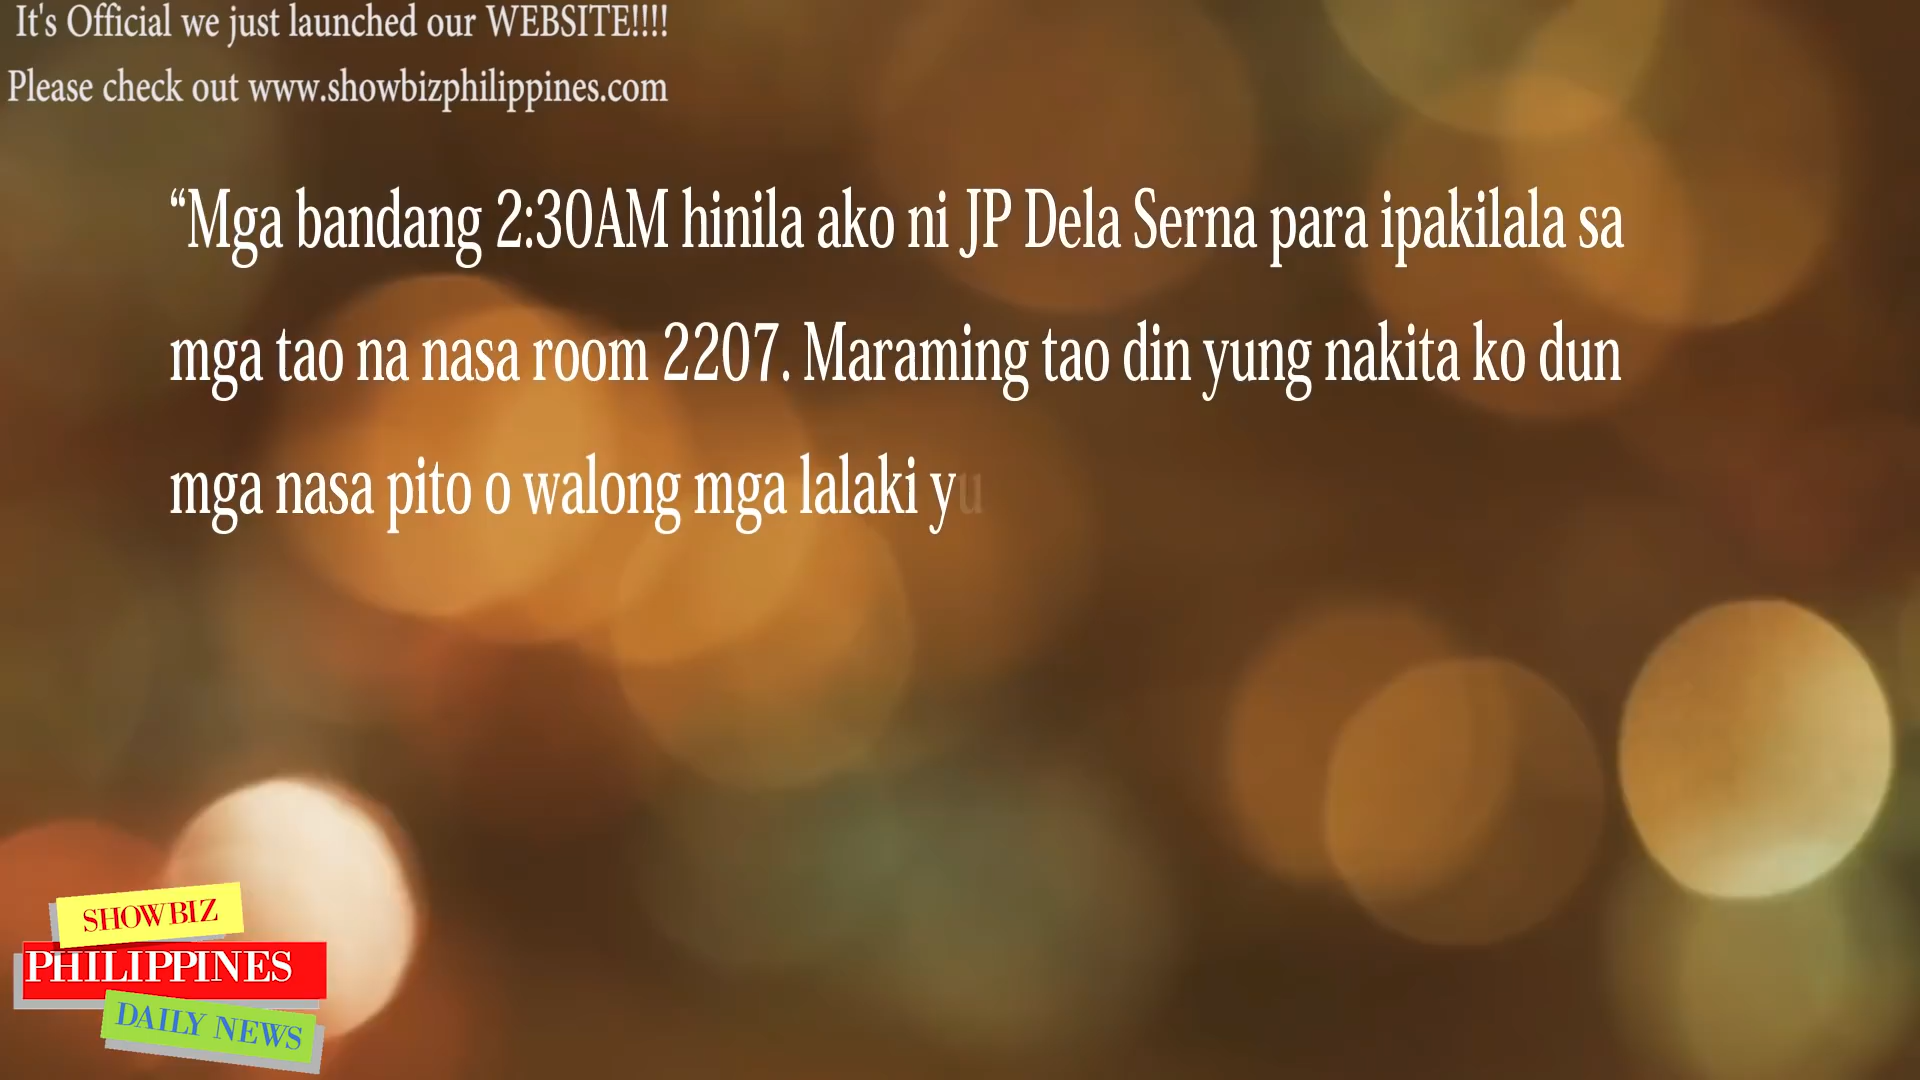 It's Official we just launched our WEBSITE!!!!
Please check out www.showbizphilippines.com
“Mga bandang 2:30AM hinila ako ni JP Dela Serna para ipakilala sa
mga tao na nasa room 2207. Maraming tao din yung nakita ko dun
mga nasa pito o walong mga lalaki yu
SHOWBIZ
PHILIPPINES
DAILY NEWS